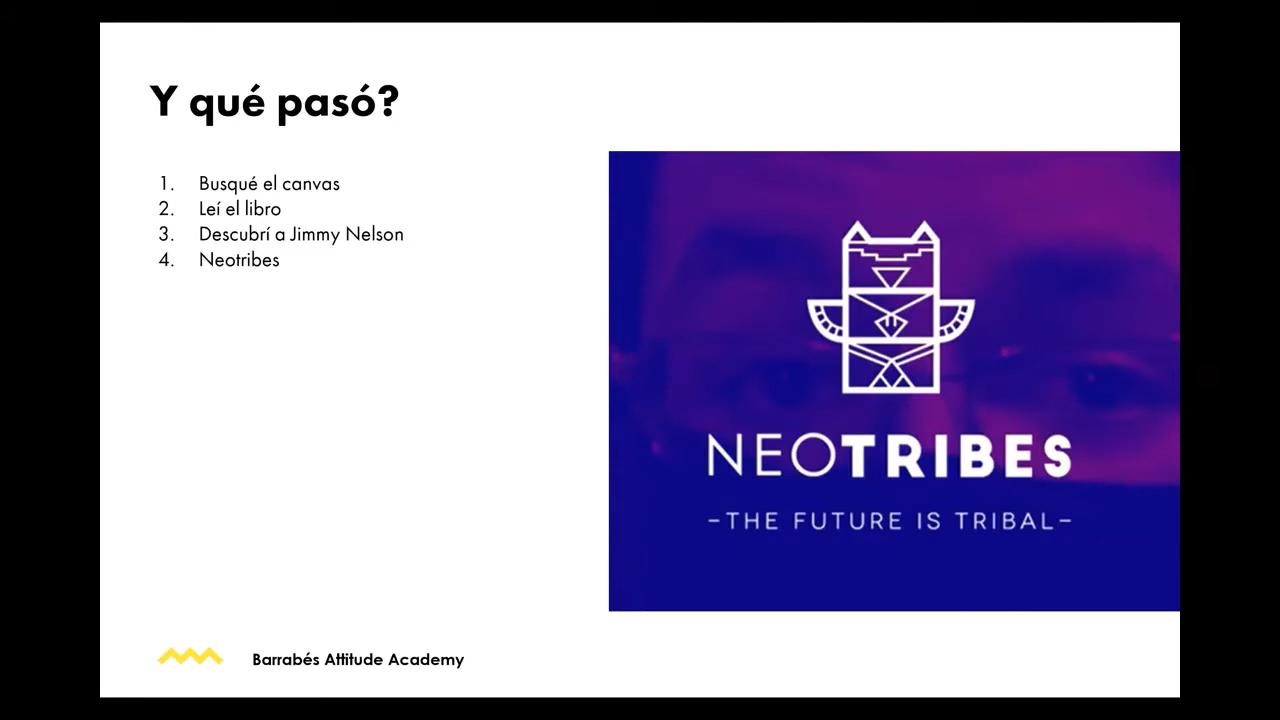 Y qué pasó?
1. Busqué el canvas
2. Leí el libro
3. Descubrí a Jimmy Nelson
4. Neotribes
NEOTRIBES
-THE FUTURE IS TRIBAL-
Barrabés Attitude Academy